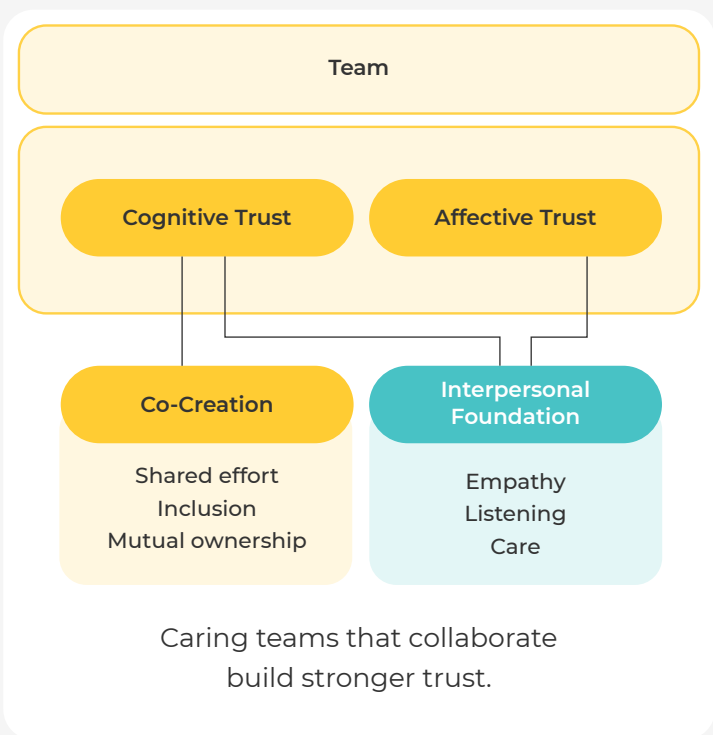 Team
Cognitive Trust
Affective Trust
Co-Creation
Shared effort
Inclusion
Mutual ownership
Interpersonal
Foundation
Empathy
Listening
Care
Caring teams that collaborate
build stronger trust.